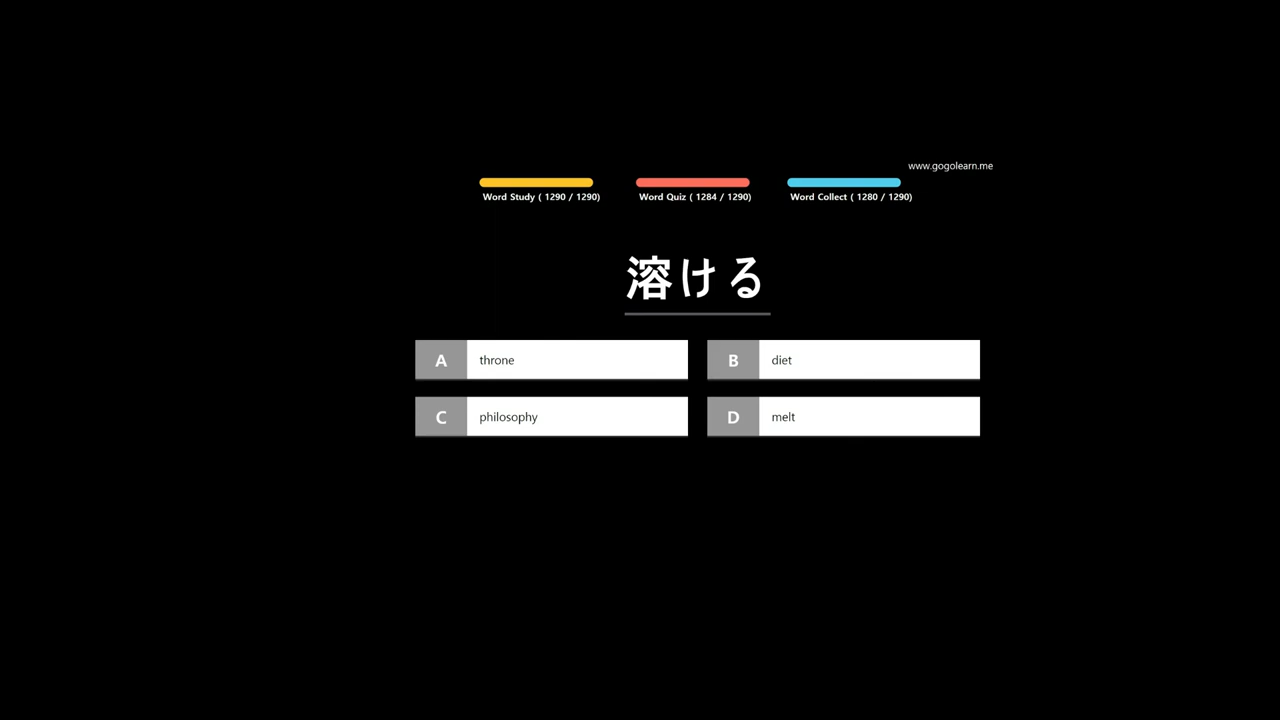 www.gogolearn.me
Word Study ( 1290 / 1290)
Word Quiz ( 1284 / 1290)
Word Collect ( 1280 / 1290)
溶ける
A throne
B diet
C philosophy
D melt